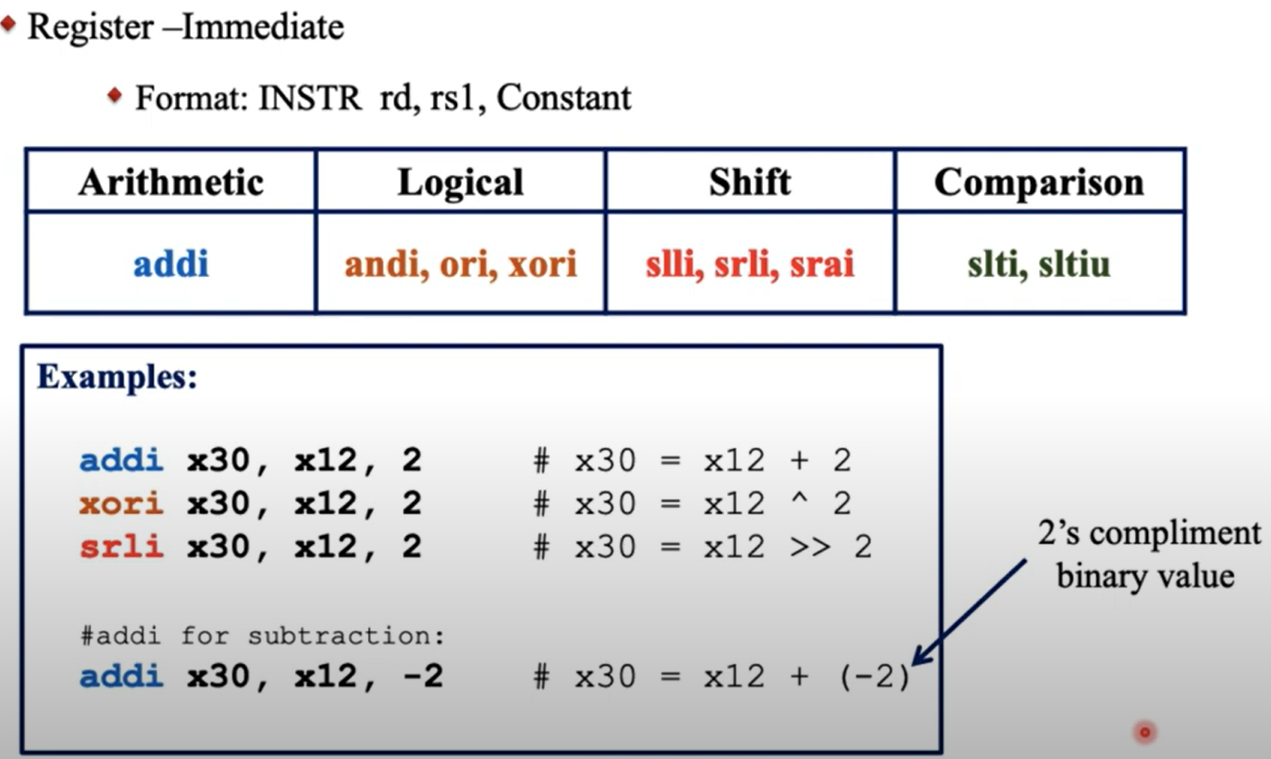 Register –Immediate
Format: INSTR rd, rs1, Constant
Arithmetic Logical Shift Comparison
addi andi, ori, xori slli, srli, srai slti, sltiu
Examples:
addi x30, x12, 2 # x30 = x12 + 2
xori x30, x12, 2 # x30 = x12 ^ 2
srli x30, x12, 2 # x30 = x12 >> 2
2's compliment
binary value
#addi for subtraction:
addi x30, x12, -2 # x30 = x12 + (-2)